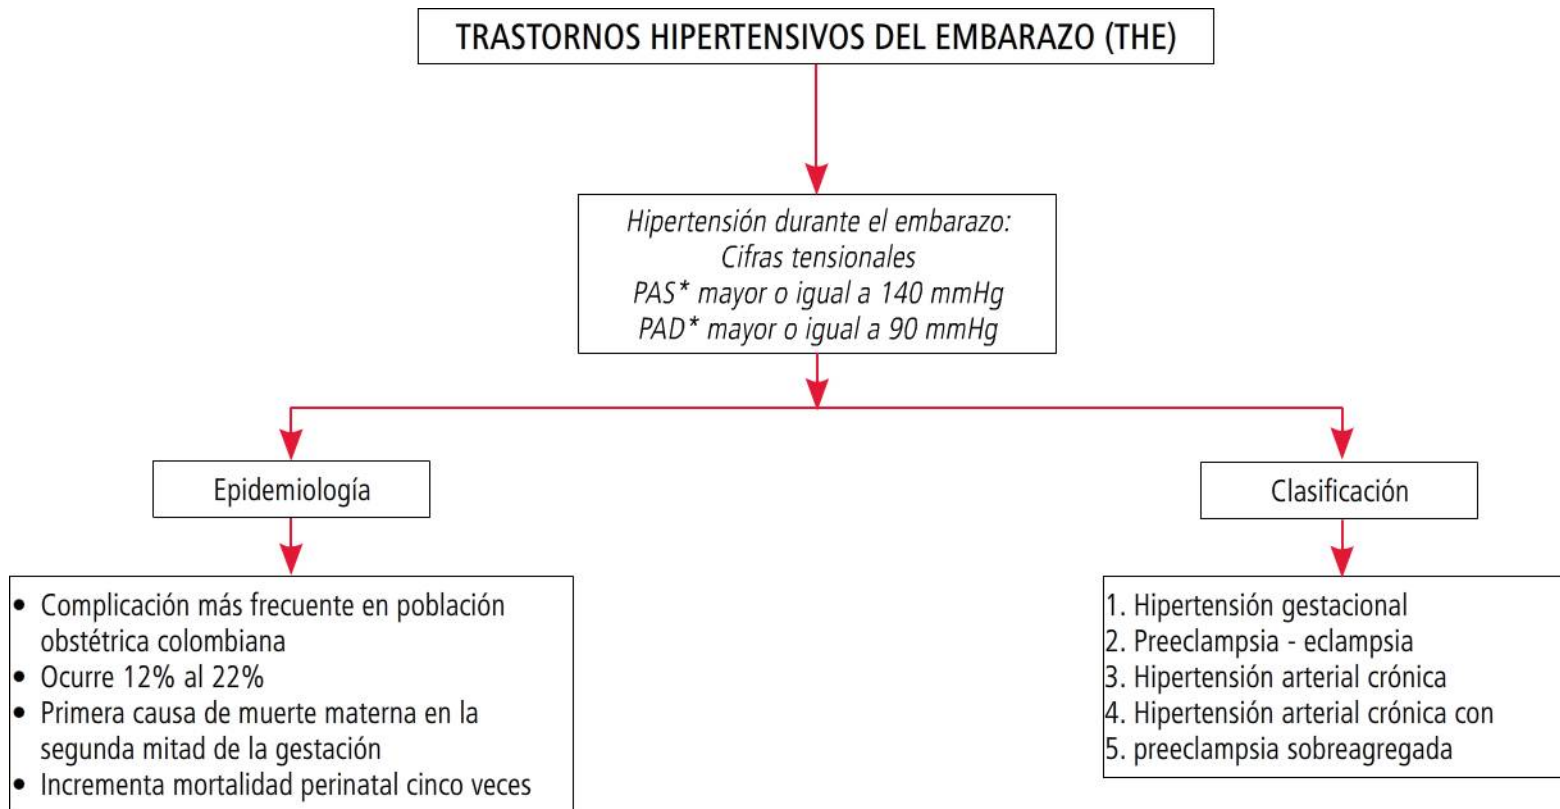 TRASTORNOS HIPERTENSIVOS DEL EMBARAZO (THE)
Hipertensión durante el embarazo:
Cifras tensionales
PAS* mayor o igual a 140 mmHg
PAD* mayor o igual a 90 mmHg
Epidemiología
• Complicación más frecuente en población
obstétrica colombiana
• Ocurre 12% al 22%
• Primera causa de muerte materna en la
segunda mitad de la gestación
• Incrementa mortalidad perinatal cinco veces
Clasificación
1. Hipertensión gestacional
2. Preeclampsia - eclampsia
3. Hipertensión arterial crónica
4. Hipertensión arterial crónica con
5. preeclampsia sobreagregada